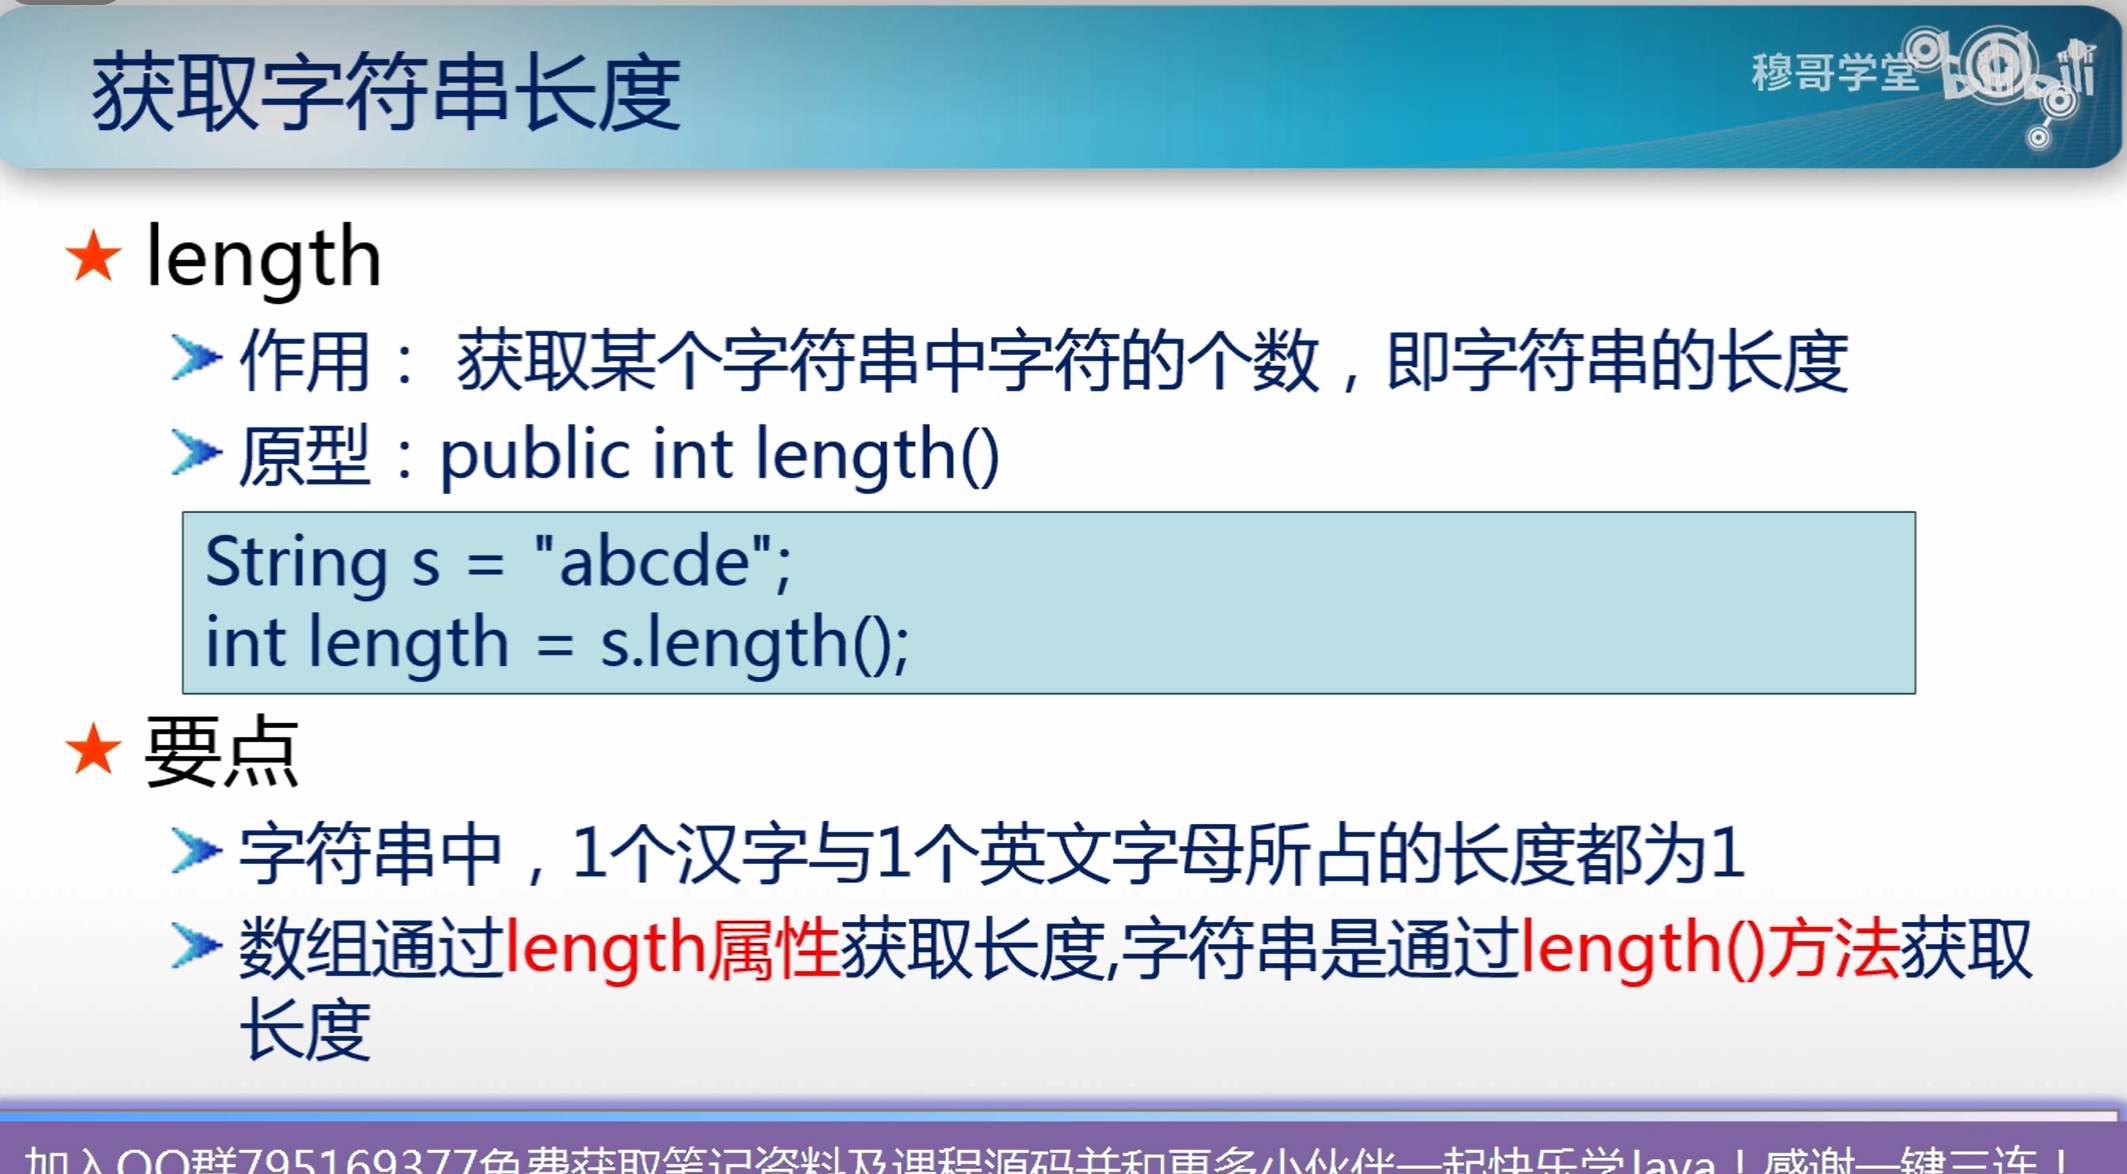 获取字符串长度
穆哥学堂 bilibili
length
作用： 获取某个字符串中字符的个数，即字符串的长度
原型：public int length()
String s = "abcde";
int length = s.length();
要点
字符串中，1个汉字与1个英文字母所占的长度都为1
数组通过length属性获取长度,字符串是通过length()方法获取
长度
加入QQ群795169377免费获取笔记资料及课程源码并和更多小伙伴一起快乐学Java！感谢一键三连！